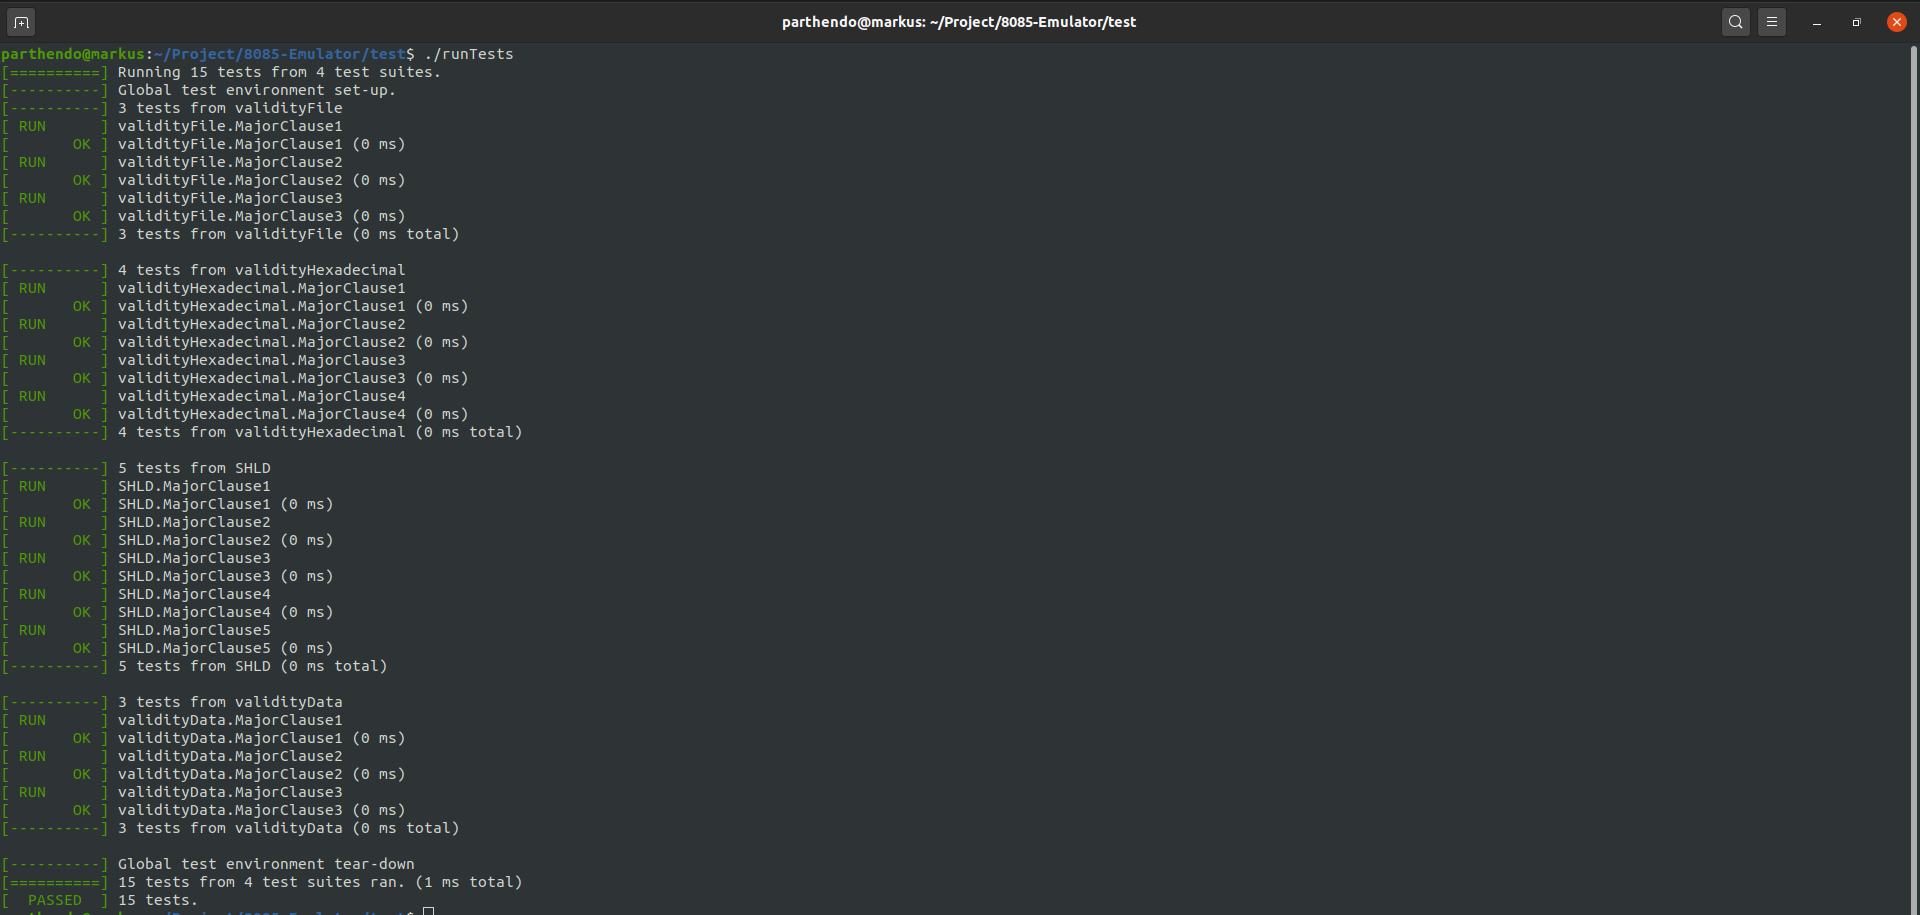 parthendo@markus: ~/Project/8085-Emulator/test
parthendo@markus:~/Project/8085-Emulator/test$ ./runTests
[==========] Running 15 tests from 4 test suites.
[----------] Global test environment set-up.
[----------] 3 tests from validityFile
[ RUN      ] validityFile.MajorClause1
[       OK ] validityFile.MajorClause1 (0 ms)
[ RUN      ] validityFile.MajorClause2
[       OK ] validityFile.MajorClause2 (0 ms)
[ RUN      ] validityFile.MajorClause3
[       OK ] validityFile.MajorClause3 (0 ms)
[----------] 3 tests from validityFile (0 ms total)
[----------] 4 tests from validityHexadecimal
[ RUN      ] validityHexadecimal.MajorClause1
[       OK ] validityHexadecimal.MajorClause1 (0 ms)
[ RUN      ] validityHexadecimal.MajorClause2
[       OK ] validityHexadecimal.MajorClause2 (0 ms)
[ RUN      ] validityHexadecimal.MajorClause3
[       OK ] validityHexadecimal.MajorClause3 (0 ms)
[ RUN      ] validityHexadecimal.MajorClause4
[       OK ] validityHexadecimal.MajorClause4 (0 ms)
[----------] 4 tests from validityHexadecimal (0 ms total)
[----------] 5 tests from SHLD
[ RUN      ] SHLD.MajorClause1
[       OK ] SHLD.MajorClause1 (0 ms)
[ RUN      ] SHLD.MajorClause2
[       OK ] SHLD.MajorClause2 (0 ms)
[ RUN      ] SHLD.MajorClause3
[       OK ] SHLD.MajorClause3 (0 ms)
[ RUN      ] SHLD.MajorClause4
[       OK ] SHLD.MajorClause4 (0 ms)
[ RUN      ] SHLD.MajorClause5
[       OK ] SHLD.MajorClause5 (0 ms)
[----------] 5 tests from SHLD (0 ms total)
[----------] 3 tests from validityData
[ RUN      ] validityData.MajorClause1
[       OK ] validityData.MajorClause1 (0 ms)
[ RUN      ] validityData.MajorClause2
[       OK ] validityData.MajorClause2 (0 ms)
[ RUN      ] validityData.MajorClause3
[       OK ] validityData.MajorClause3 (0 ms)
[----------] 3 tests from validityData (0 ms total)
[----------] Global test environment tear-down
[==========] 15 tests from 4 test suites ran. (1 ms total)
[  PASSED  ] 15 tests.
parthendo@markus:~/Project/8085-Emulator/test$